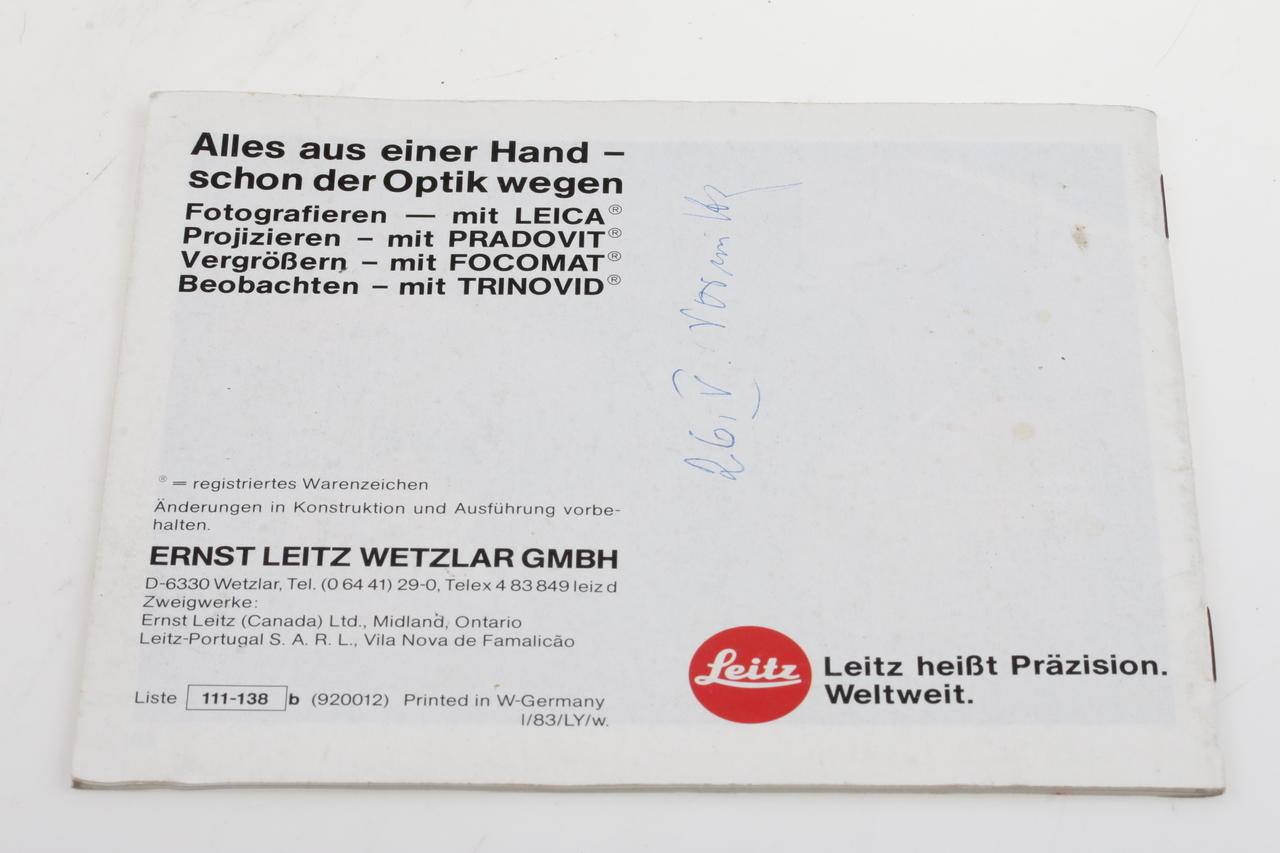 Alles aus einer Hand –
schon der Optik wegen
Fotografieren — mit LEICA®
Projizieren – mit PRADOVIT®
Vergrößern – mit FOCOMAT®
Beobachten – mit TRINOVID®
® = registriertes Warenzeichen
Änderungen in Konstruktion und Ausführung vorbe-
halten.
ERNST LEITZ WETZLAR GMBH
D-6330 Wetzlar, Tel. (0 64 41) 29-0, Telex 4 83 849 leiz d
Zweigwerke:
Ernst Leitz (Canada) Ltd., Midland, Ontario
Leitz-Portugal S. A. R. L., Vila Nova de Famalicão
Liste 111-138 b (920012) Printed in W-Germany
I/83/LY/w.
26. V.
Leitz
Leitz heißt Präzision.
Weltweit.